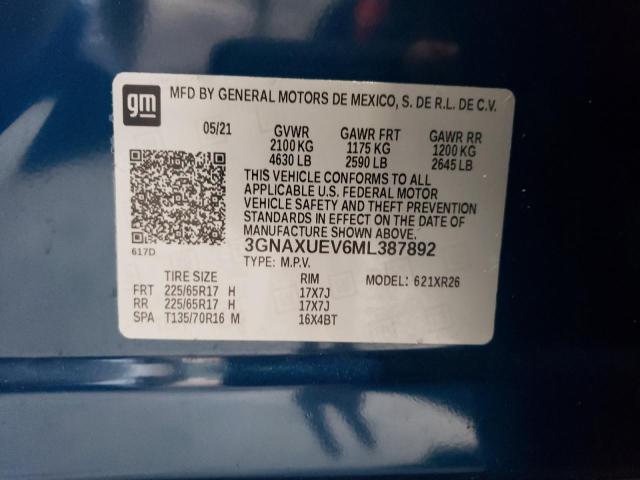 gm
MFD BY GENERAL MOTORS DE MEXICO, S. DE R.L. DE C.V.
05/21 GVWR GAWR FRT GAWR RR
2100 KG 1175 KG 1200 KG
4630 LB 2590 LB 2645 LB
THIS VEHICLE CONFORMS TO ALL
APPLICABLE U.S. FEDERAL MOTOR
VEHICLE SAFETY AND THEFT PREVENTION
STANDARDS IN EFFECT ON THE DATE OF
MANUFACTURE SHOWN ABOVE.
617D
3GNAXUEV6ML387892
TYPE: M.P.V.
TIRE SIZE RIM MODEL: 621XR26
FRT 225/65R17 H 17X7J
RR 225/65R17 H 17X7J
SPA T135/70R16 M 16X4BT